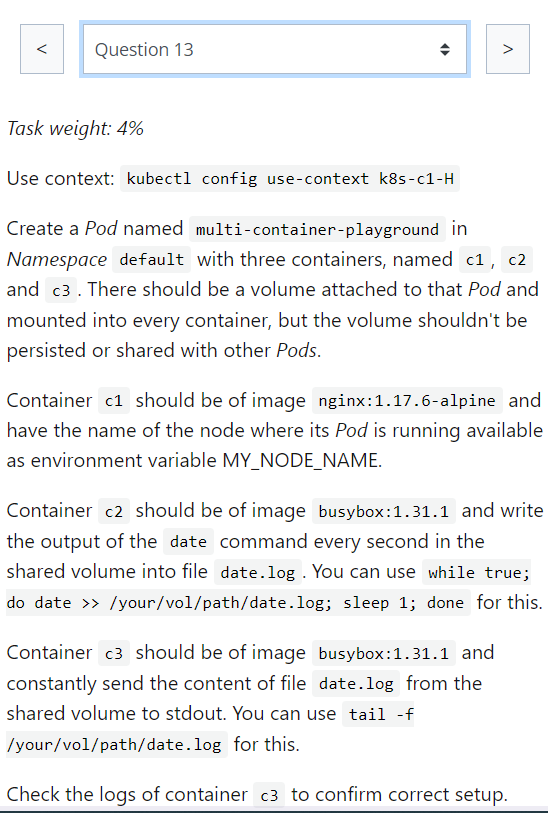 <
Question 13
>
Task weight: 4%
Use context: kubectl config use-context k8s-c1-H
Create a Pod named multi-container-playground in
Namespace default with three containers, named c1 , c2
and c3 . There should be a volume attached to that Pod and
mounted into every container, but the volume shouldn't be
persisted or shared with other Pods.
Container c1 should be of image nginx:1.17.6-alpine and
have the name of the node where its Pod is running available
as environment variable MY_NODE_NAME.
Container c2 should be of image busybox:1.31.1 and write
the output of the date command every second in the
shared volume into file date.log . You can use while true;
do date >> /your/vol/path/date.log; sleep 1; done for this.
Container c3 should be of image busybox:1.31.1 and
constantly send the content of file date.log from the
shared volume to stdout. You can use tail -f
/your/vol/path/date.log for this.
Check the logs of container c3 to confirm correct setup.